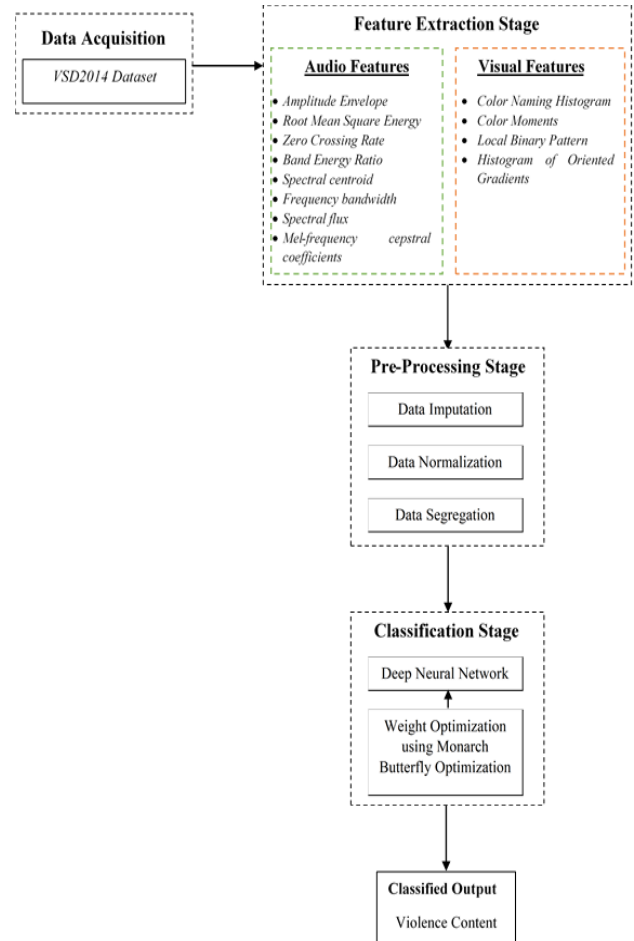 Data Acquisition
VSD2014 Dataset
Feature Extraction Stage
Audio Features
• Amplitude Envelope
• Root Mean Square Energy
• Zero Crossing Rate
• Band Energy Ratio
• Spectral centroid
• Frequency bandwidth
• Spectral flux
• Mel-frequency cepstral
coefficients
Visual Features
• Color Naming Histogram
• Color Moments
• Local Binary Pattern
• Histogram of Oriented
Gradients
Pre-Processing Stage
Data Imputation
Data Normalization
Data Segregation
Classification Stage
Deep Neural Network
Weight Optimization
using Monarch
Butterfly Optimization
Classified Output
Violence Content